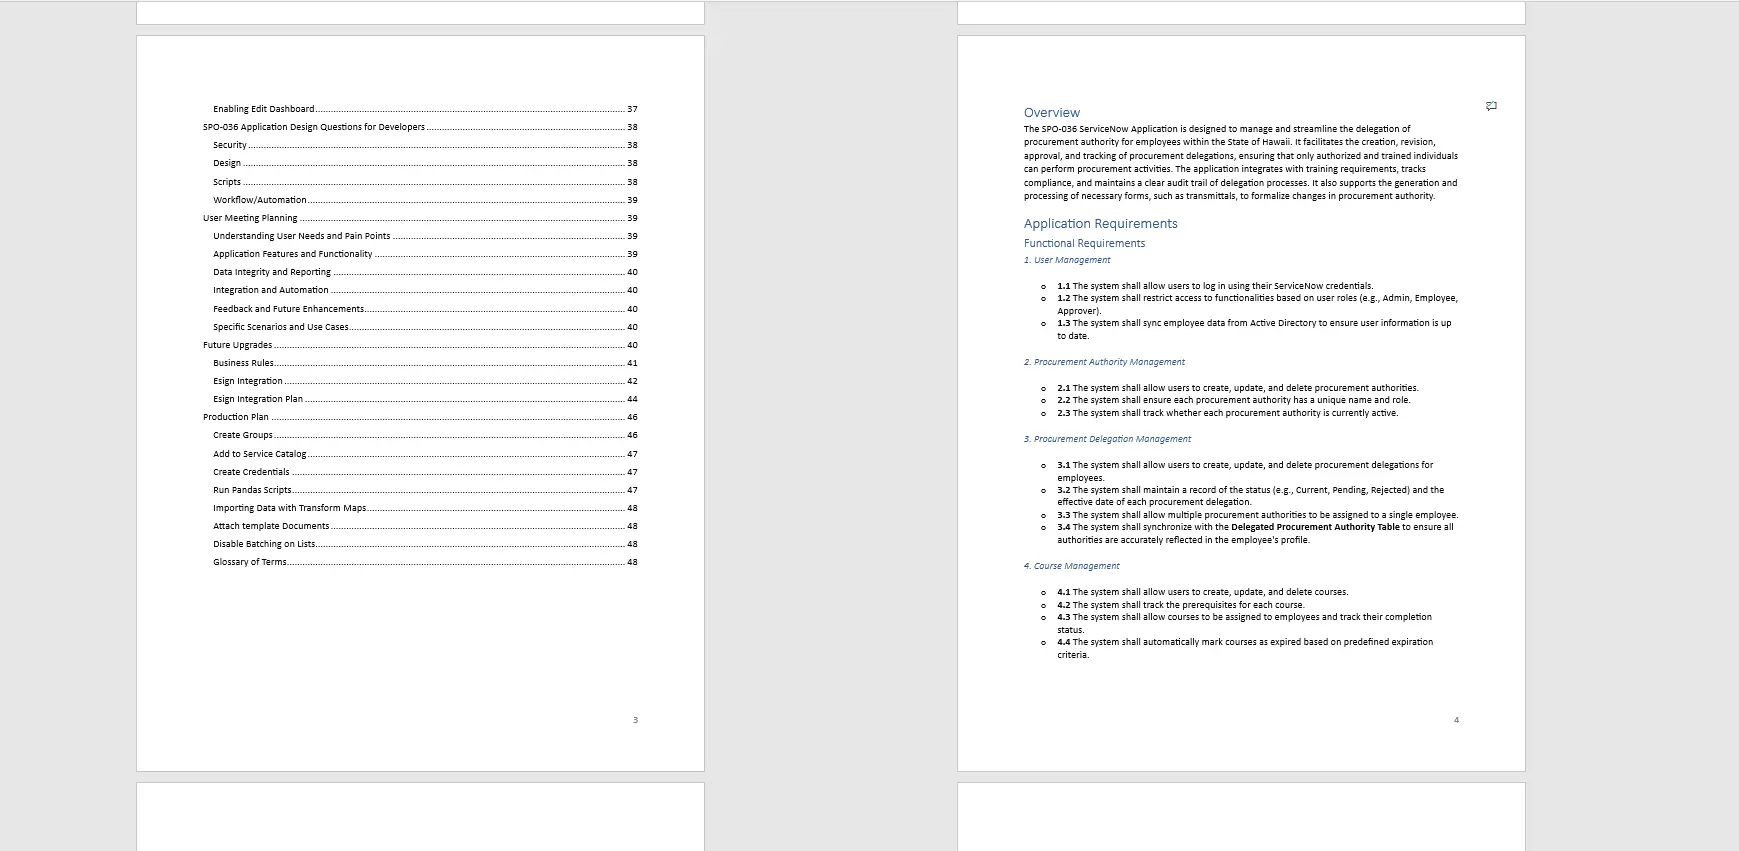 Enabling Edit Dashboard 37
SPO-036 Application Design Questions for Developers 38
Security 38
Design 38
Scripts 38
Workflow/Automation 39
User Meeting Planning 39
Understanding User Needs and Pain Points 39
Application Features and Functionality 39
Data Integrity and Reporting 40
Integration and Automation 40
Feedback and Future Enhancements 40
Specific Scenarios and Use Cases 40
Future Upgrades 40
Business Rules 41
Esign Integration 42
Esign Integration Plan 44
Production Plan 46
Create Groups 46
Add to Service Catalog 47
Create Credentials 47
Run Pandas Scripts 47
Importing Data with Transform Maps 48
Attach template Documents 48
Disable Batching on Lists 48
Glossary of Terms 48
3
Overview
The SPO-036 ServiceNow Application is designed to manage and streamline the delegation of
procurement authority for employees within the State of Hawaii. It facilitates the creation, revision,
approval, and tracking of procurement delegations, ensuring that only authorized and trained individuals
can perform procurement activities. The application integrates with training requirements, tracks
compliance, and maintains a clear audit trail of delegation processes. It also supports the generation and
processing of necessary forms, such as transmittals, to formalize changes in procurement authority.
Application Requirements
Functional Requirements
1. User Management
o 1.1 The system shall allow users to log in using their ServiceNow credentials.
o 1.2 The system shall restrict access to functionalities based on user roles (e.g., Admin, Employee,
Approver).
o 1.3 The system shall sync employee data from Active Directory to ensure user information is up
to date.
2. Procurement Authority Management
o 2.1 The system shall allow users to create, update, and delete procurement authorities.
o 2.2 The system shall ensure each procurement authority has a unique name and role.
o 2.3 The system shall track whether each procurement authority is currently active.
3. Procurement Delegation Management
o 3.1 The system shall allow users to create, update, and delete procurement delegations for
employees.
o 3.2 The system shall maintain a record of the status (e.g., Current, Pending, Rejected) and the
effective date of each procurement delegation.
o 3.3 The system shall allow multiple procurement authorities to be assigned to a single employee.
o 3.4 The system shall synchronize with the Delegated Procurement Authority Table to ensure all
authorities are accurately reflected in the employee's profile.
4. Course Management
o 4.1 The system shall allow users to create, update, and delete courses.
o 4.2 The system shall track the prerequisites for each course.
o 4.3 The system shall allow courses to be assigned to employees and track their completion
status.
o 4.4 The system shall automatically mark courses as expired based on predefined expiration
criteria.
4